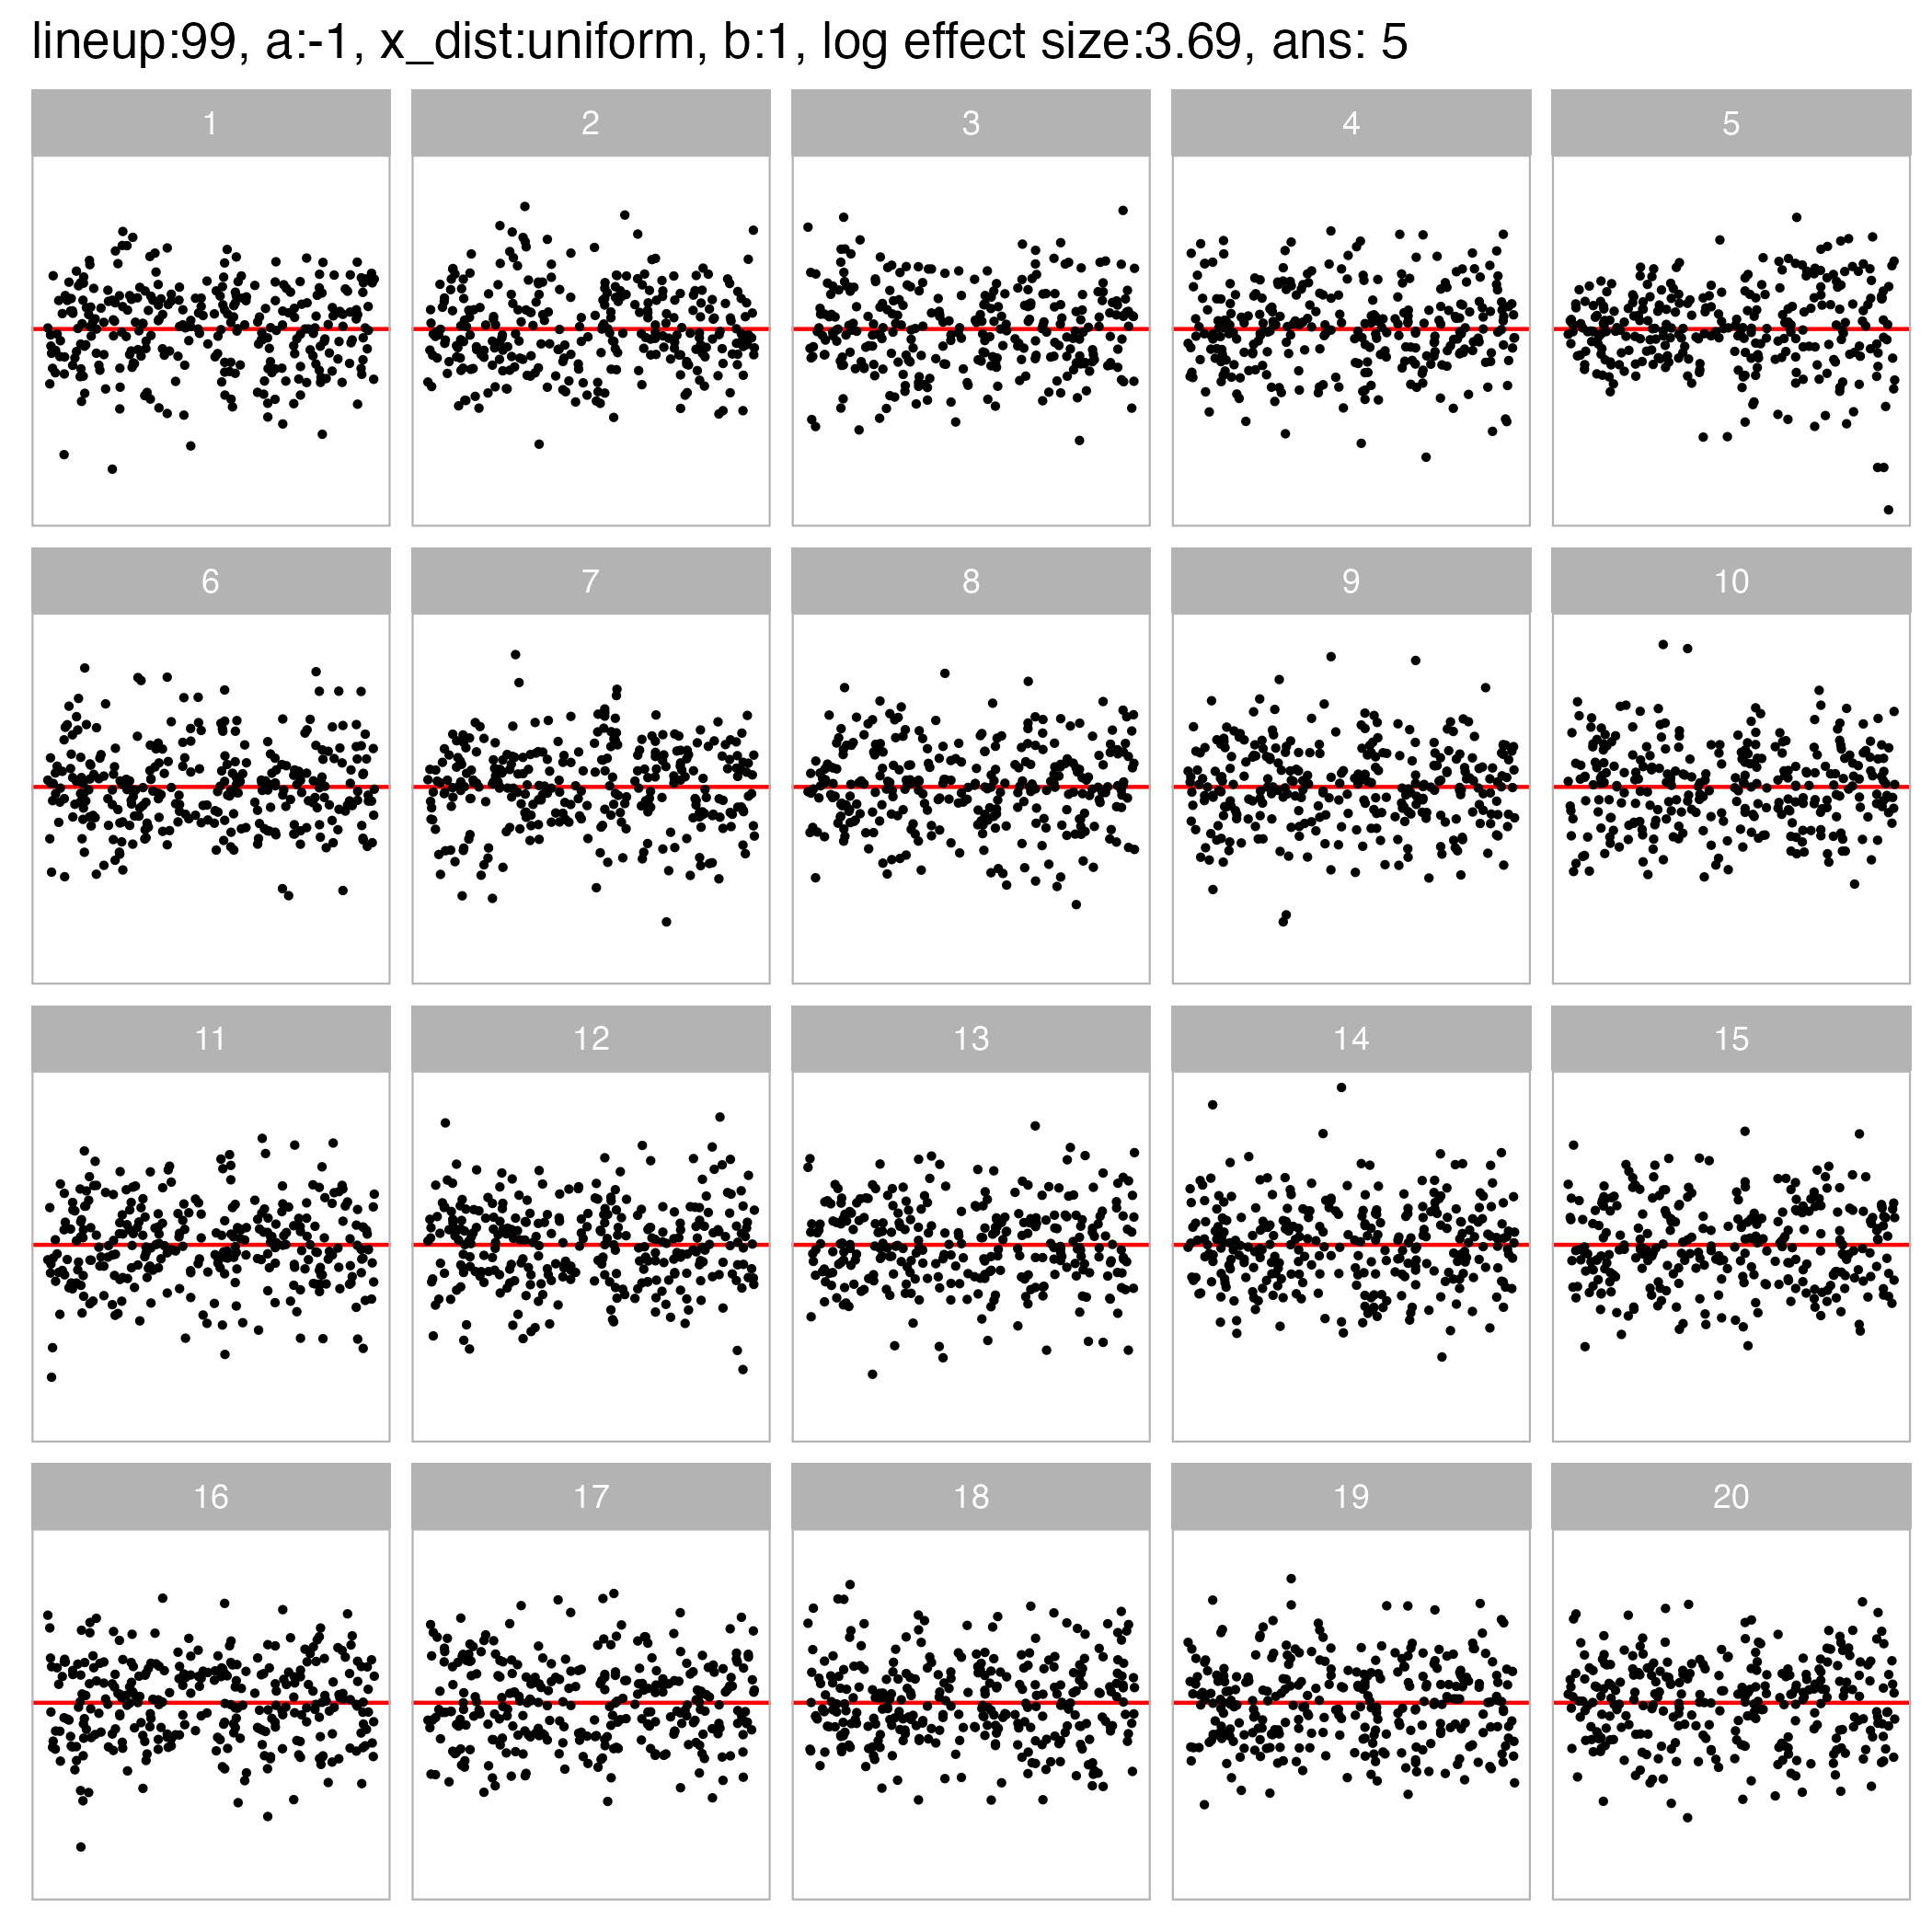 lineup:99, a:-1, x_dist:uniform, b:1, log effect size:3.69, ans: 5
1 2 3 4 5
6 7 8 9 10
11 12 13 14 15
16 17 18 19 20